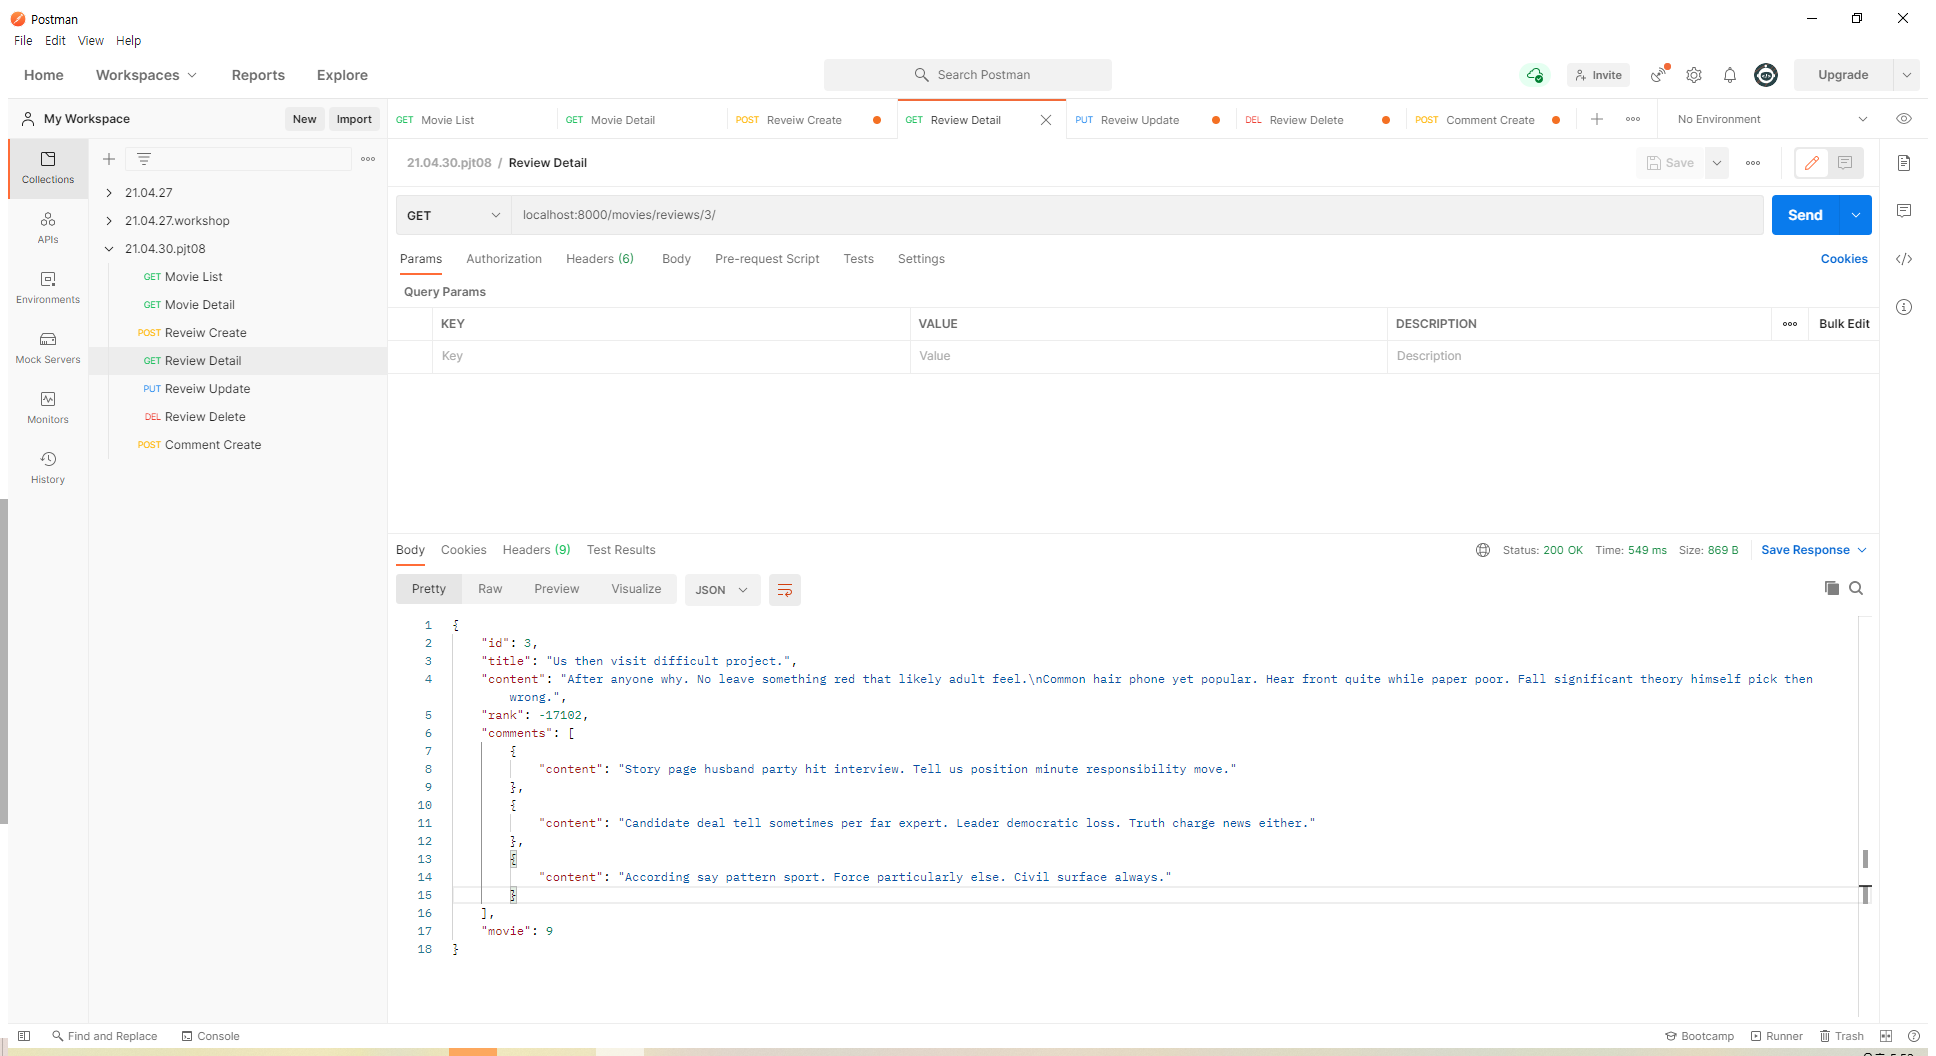 Postman
File Edit View Help
Home Workspaces Reports Explore Search Postman Invite Upgrade
My Workspace New Import GET Movie List GET Movie Detail POST Reveiw Create GET Review Detail PUT Reveiw Update DEL Review Delete POST Comment Create No Environment
21.04.30.pjt08 / Review Detail Save
Collections
APIs
Environments
Mock Servers
Monitors
History
21.04.27
21.04.27.workshop
21.04.30.pjt08
GET Movie List
GET Movie Detail
POST Reveiw Create
GET Review Detail
PUT Reveiw Update
DEL Review Delete
POST Comment Create
GET localhost:8000/movies/reviews/3/ Send
Params Authorization Headers (6) Body Pre-request Script Tests Settings Cookies
Query Params
KEY VALUE DESCRIPTION Bulk Edit
Key Value Description
Body Cookies Headers (9) Test Results Status: 200 OK Time: 549 ms Size: 869 B Save Response
Pretty Raw Preview Visualize JSON
1 {
2 "id": 3,
3 "title": "Us then visit difficult project.",
4 "content": "After anyone why. No leave something red that likely adult feel.\nCommon hair phone yet popular. Hear front quite while paper poor. Fall significant theory himself pick then
wrong.",
5 "rank": -17102,
6 "comments": [
7 {
8 "content": "Story page husband party hit interview. Tell us position minute responsibility move."
9 },
10 {
11 "content": "Candidate deal tell sometimes per far expert. Leader democratic loss. Truth charge news either."
12 },
13 {
14 "content": "According say pattern sport. Force particularly else. Civil surface always."
15 }
16 ],
17 "movie": 9
18 }
Find and Replace Console Bootcamp Runner Trash